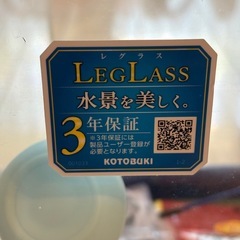 レグラス
LEGLASS
水景を美しく。
3年保証
※3年保証には
製品ユーザー登録が
必要となります。
KOTOBUKI